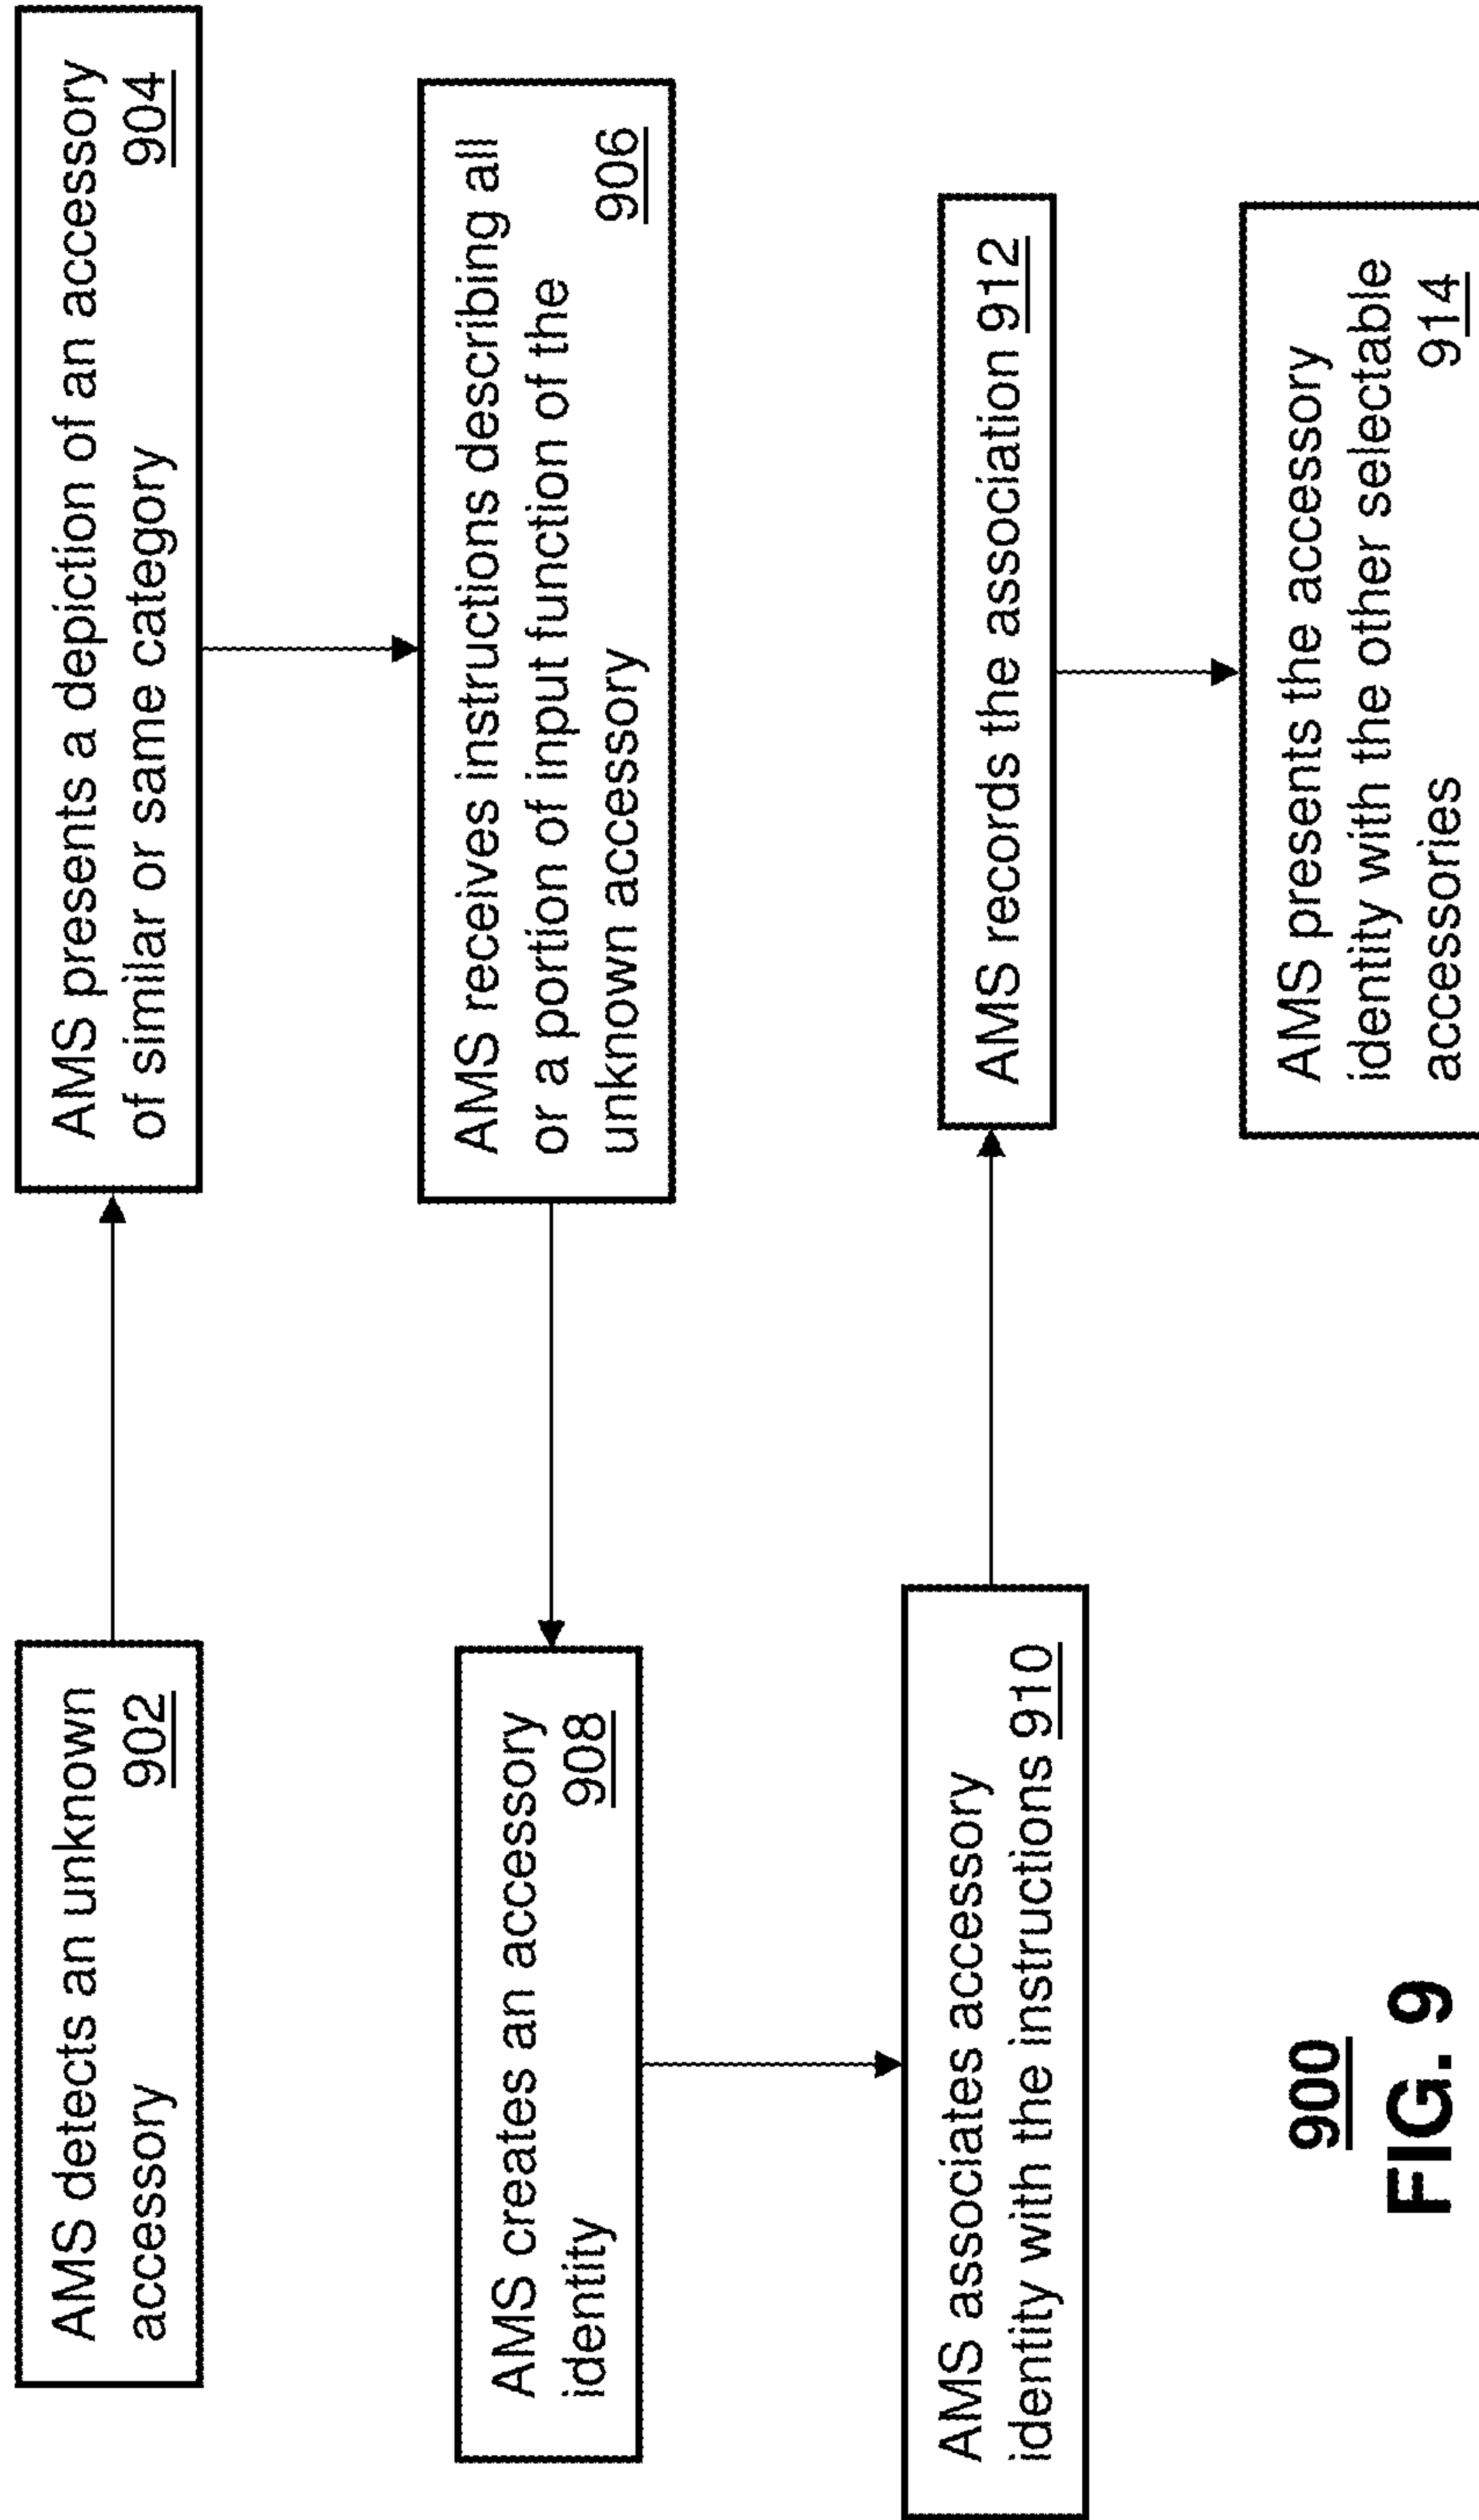 AMS detects an unknown
accessory 902
AMS presents a depiction of an accessory
of similar or same category 904
AMS receives instructions describing all
or a portion of input function of the
unknown accessory 906
AMS creates an accessory
identity 908
AMS associates accessory
identity with the instructions 910
AMS records the association 912
AMS presents the accessory
identity with the other selectable
accessories 914
900
FIG. 9